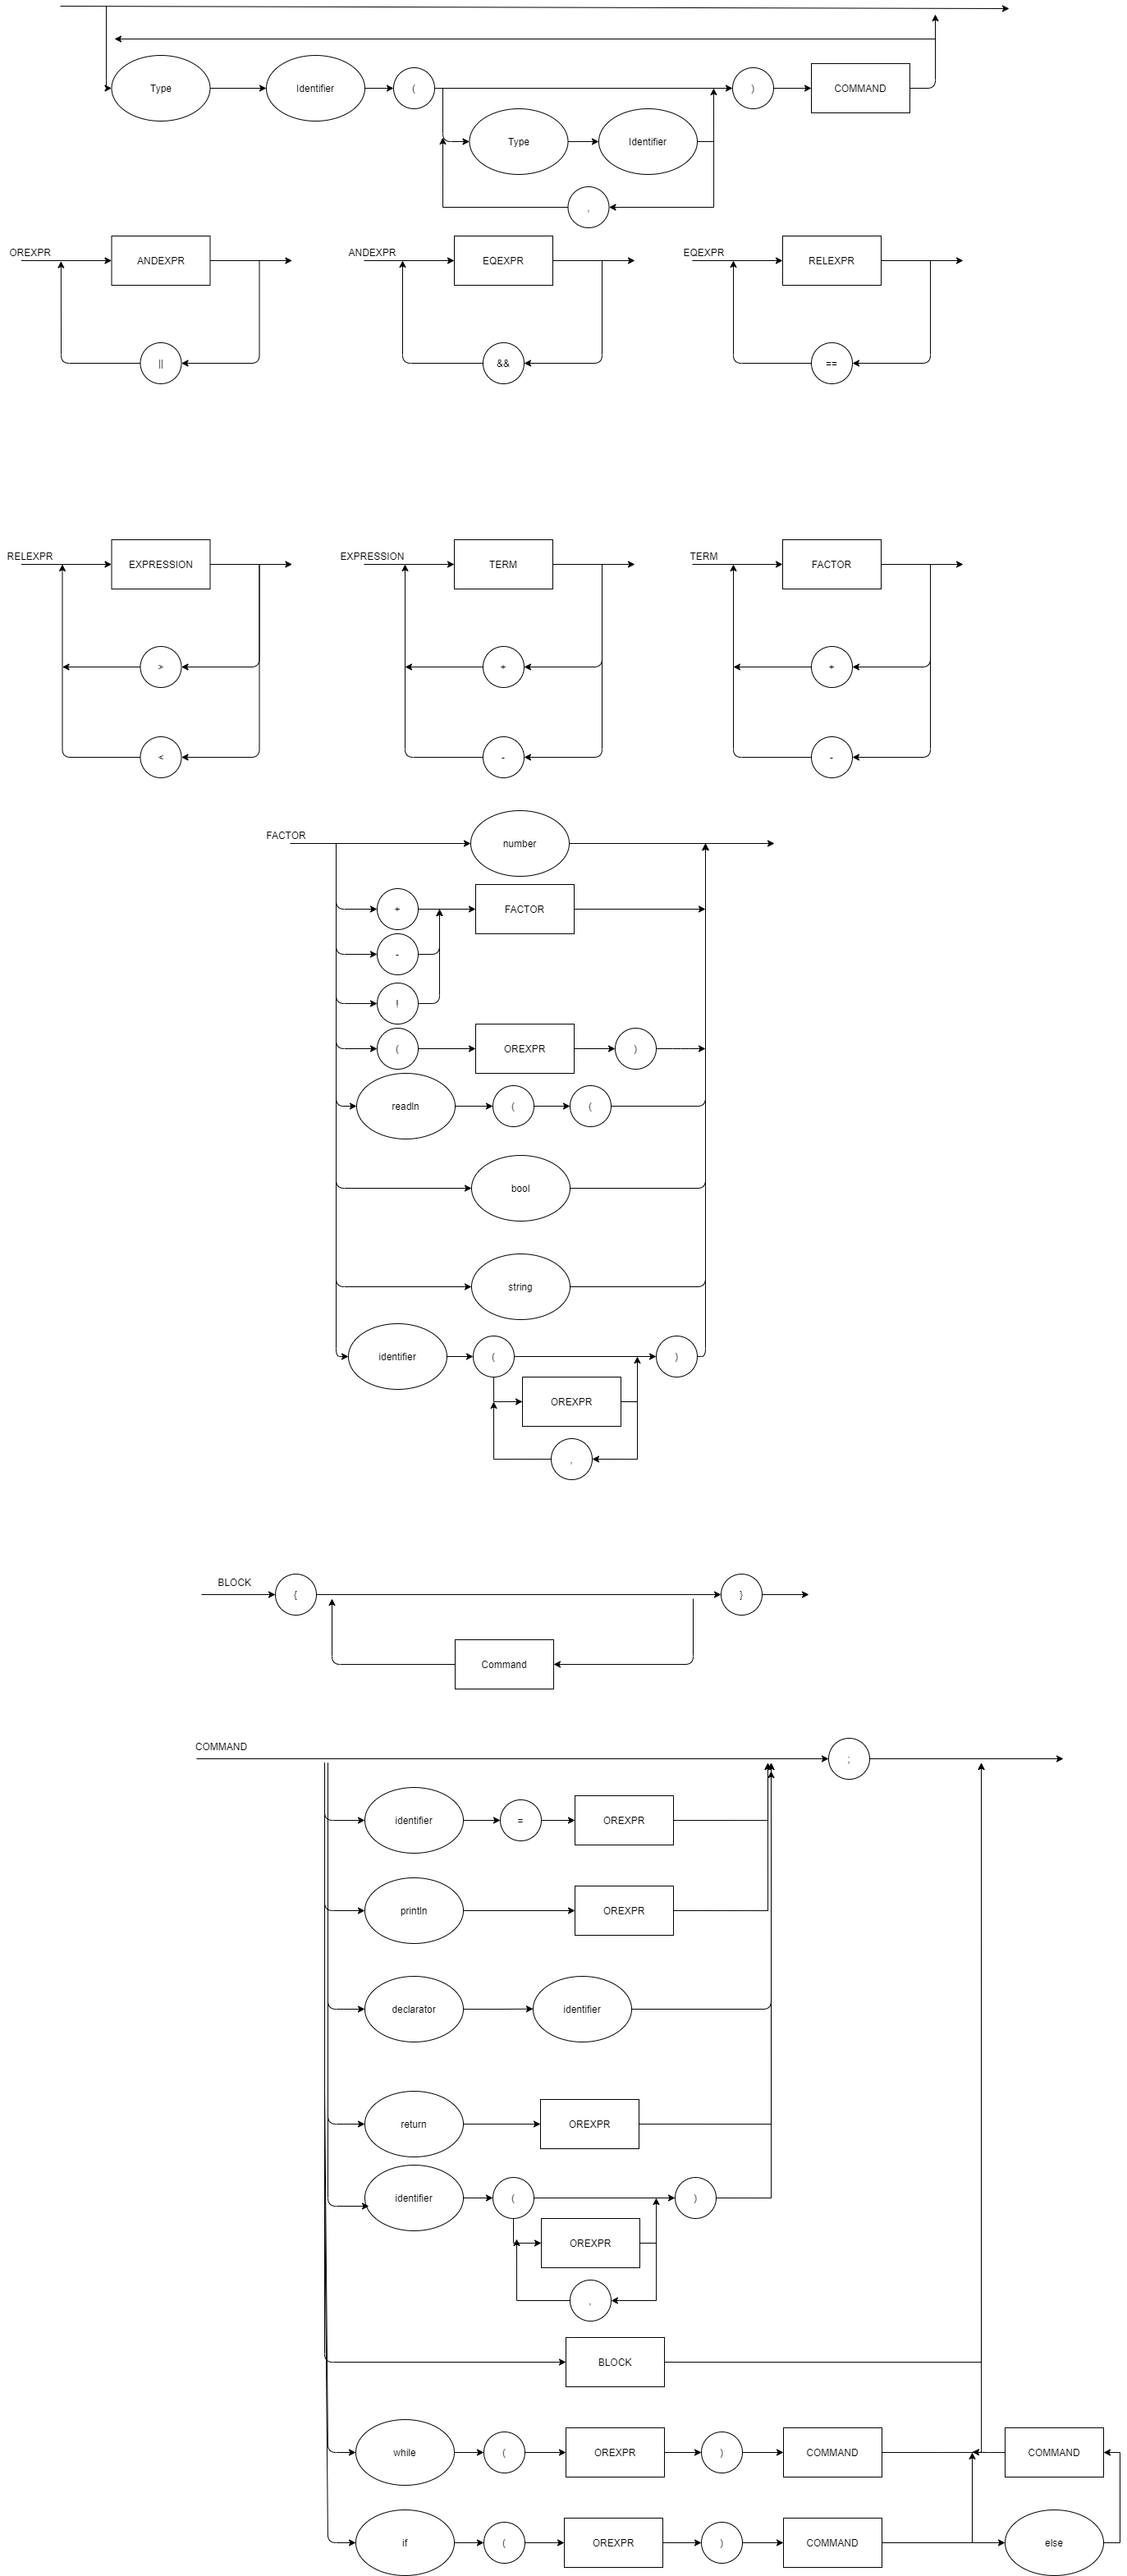 Type
Identifier
(
)
COMMAND
Type
Identifier
,
OREXPR
ANDEXPR
||
ANDEXPR
EQEXPR
&&
EQEXPR
RELEXPR
==
RELEXPR
EXPRESSION
>
<
EXPRESSION
TERM
+
-
TERM
FACTOR
+
-
FACTOR
number
+
FACTOR
-
!
(
OREXPR
)
readln
(
(
bool
string
identifier
(
)
OREXPR
,
BLOCK
{
}
Command
COMMAND
;
identifier
=
OREXPR
println
OREXPR
declarator
identifier
return
OREXPR
identifier
(
)
OREXPR
,
BLOCK
while
(
OREXPR
)
COMMAND
COMMAND
if
(
OREXPR
)
COMMAND
else